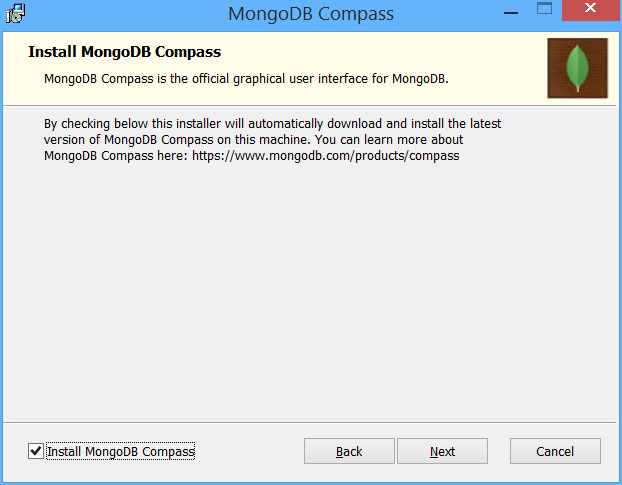 MongoDB Compass
Install MongoDB Compass
MongoDB Compass is the official graphical user interface for MongoDB.
By checking below this installer will automatically download and install the latest
version of MongoDB Compass on this machine. You can learn more about
MongoDB Compass here: https://www.mongodb.com/products/compass
Install MongoDB Compass
Back
Next
Cancel